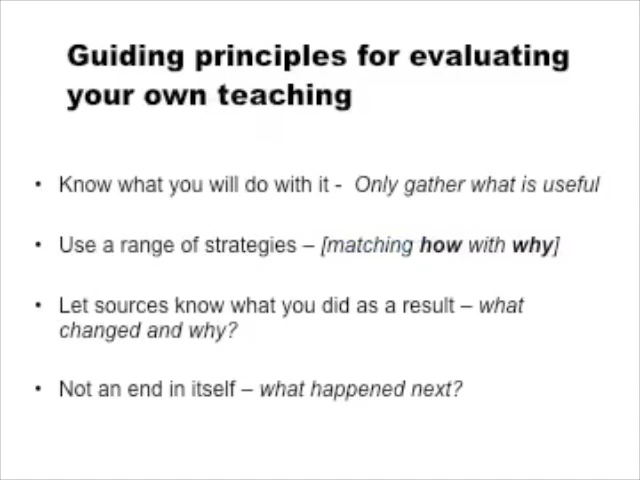 Guiding principles for evaluating
your own teaching
• Know what you will do with it - Only gather what is useful
• Use a range of strategies – [matching how with why]
• Let sources know what you did as a result – what
changed and why?
• Not an end in itself – what happened next?